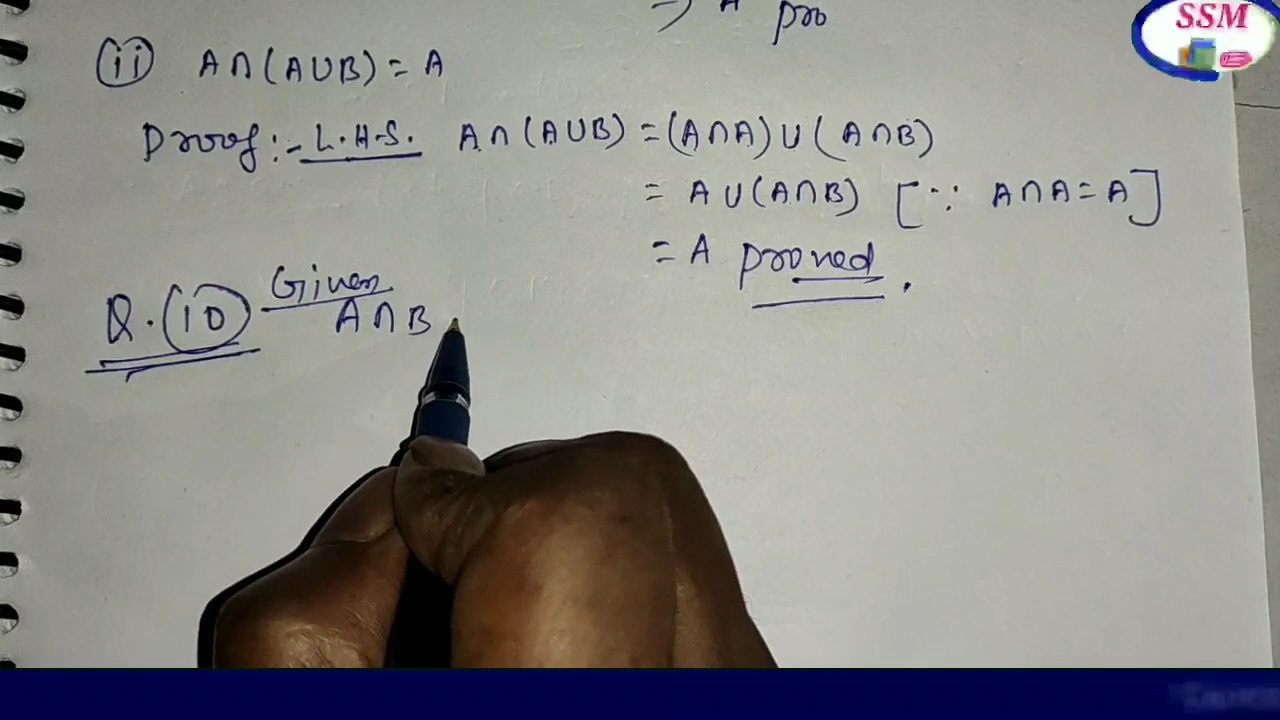 ⇒ A pro
SSM
(ii) A∩(A∪B) = A
Proof:- L.H.S. A∩(A∪B) = (A∩A)∪(A∩B)
= A∪(A∩B) [∵ A∩A=A]
= A proved.
Q.(10) Given
A∩B